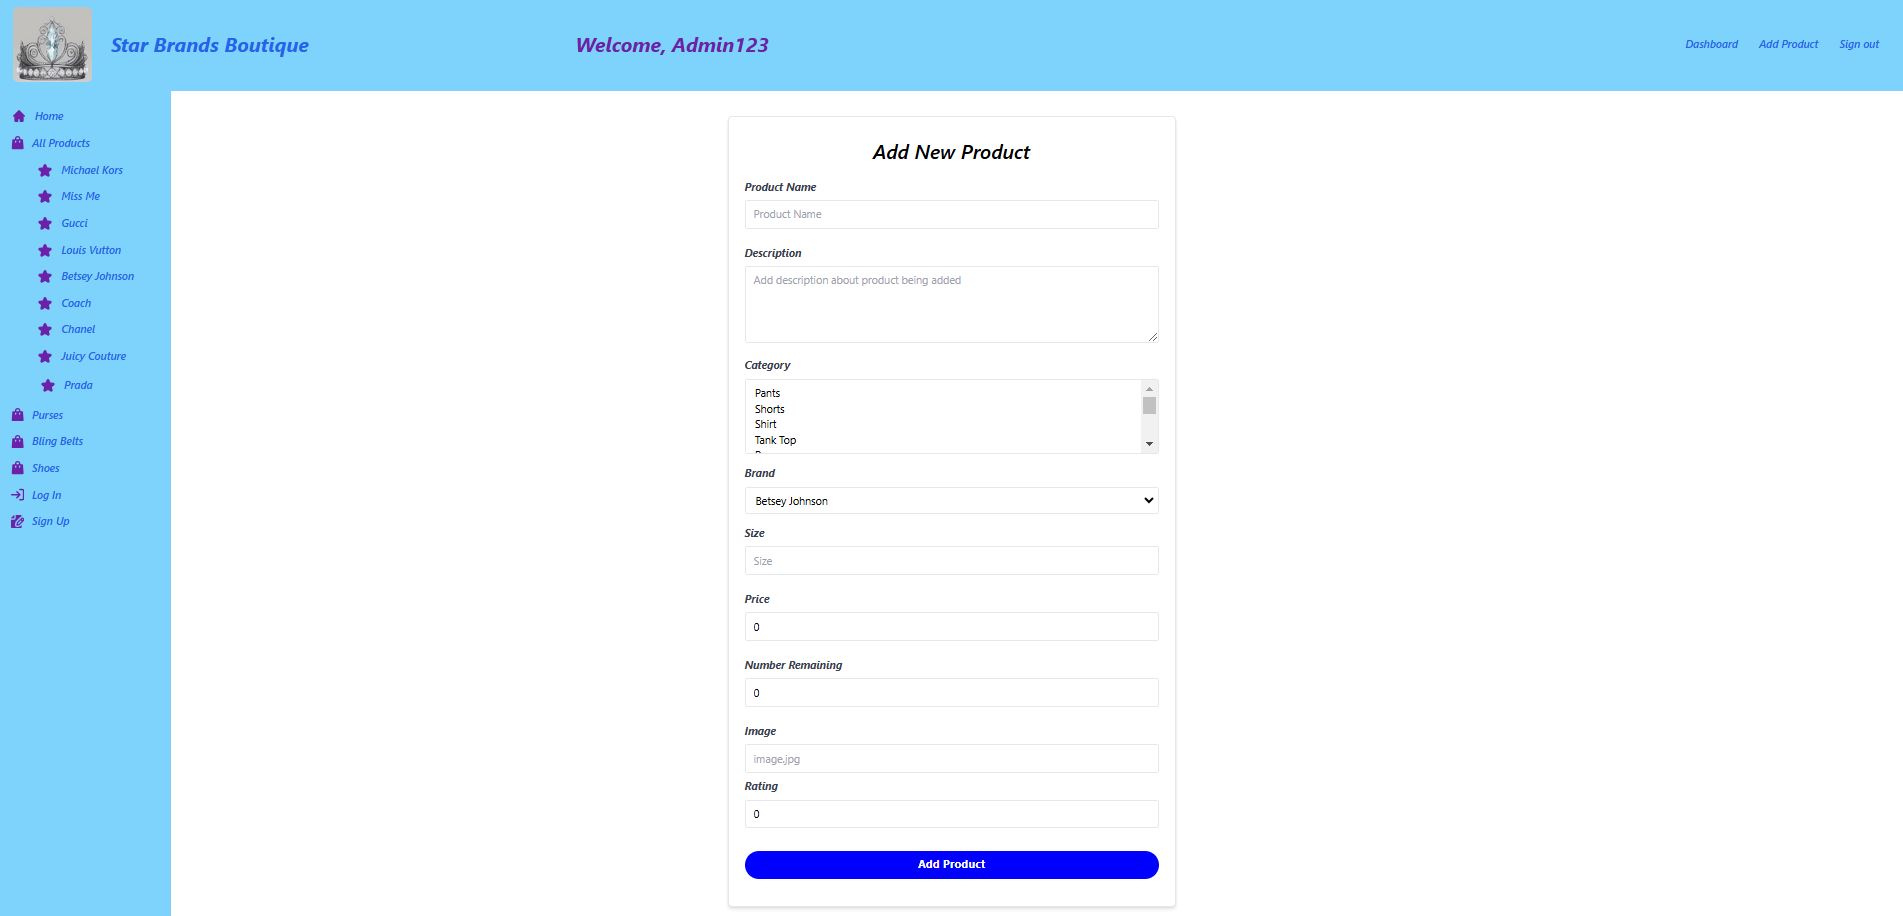 Star Brands Boutique
Welcome, Admin123
Dashboard
Add Product
Sign out
Home
All Products
Michael Kors
Miss Me
Gucci
Louis Vutton
Betsey Johnson
Coach
Chanel
Juicy Couture
Prada
Purses
Bling Belts
Shoes
Log In
Sign Up
Add New Product
Product Name
Product Name
Description
Add description about product being added
Category
Pants
Shorts
Shirt
Tank Top
Brand
Betsey Johnson
Size
Size
Price
0
Number Remaining
0
Image
image.jpg
Rating
0
Add Product